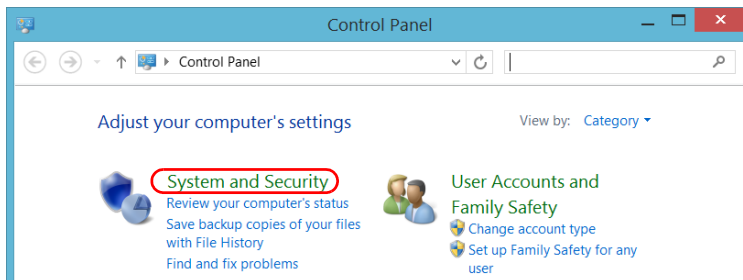 Control Panel
Control Panel
Adjust your computer's settings
View by: Category
System and Security
Review your computer's status
Save backup copies of your files
with File History
Find and fix problems
User Accounts and
Family Safety
Change account type
Set up Family Safety for any
user